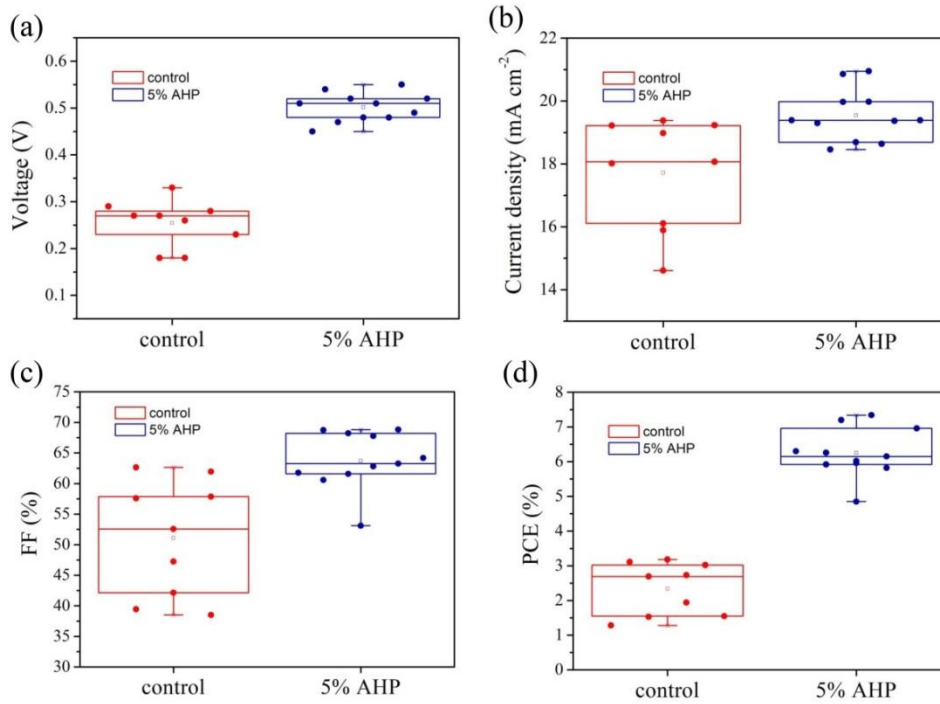 (a)
Voltage (V)
0.6
0.5
0.4
0.3
0.2
0.1
control
5% AHP
control
5% AHP
(b)
Current density (mA cm⁻²)
22
20
18
16
14
control
5% AHP
control
5% AHP
(c)
FF (%)
75
70
65
60
55
50
45
40
35
30
control
5% AHP
control
5% AHP
(d)
PCE (%)
8
7
6
5
4
3
2
1
0
control
5% AHP
control
5% AHP